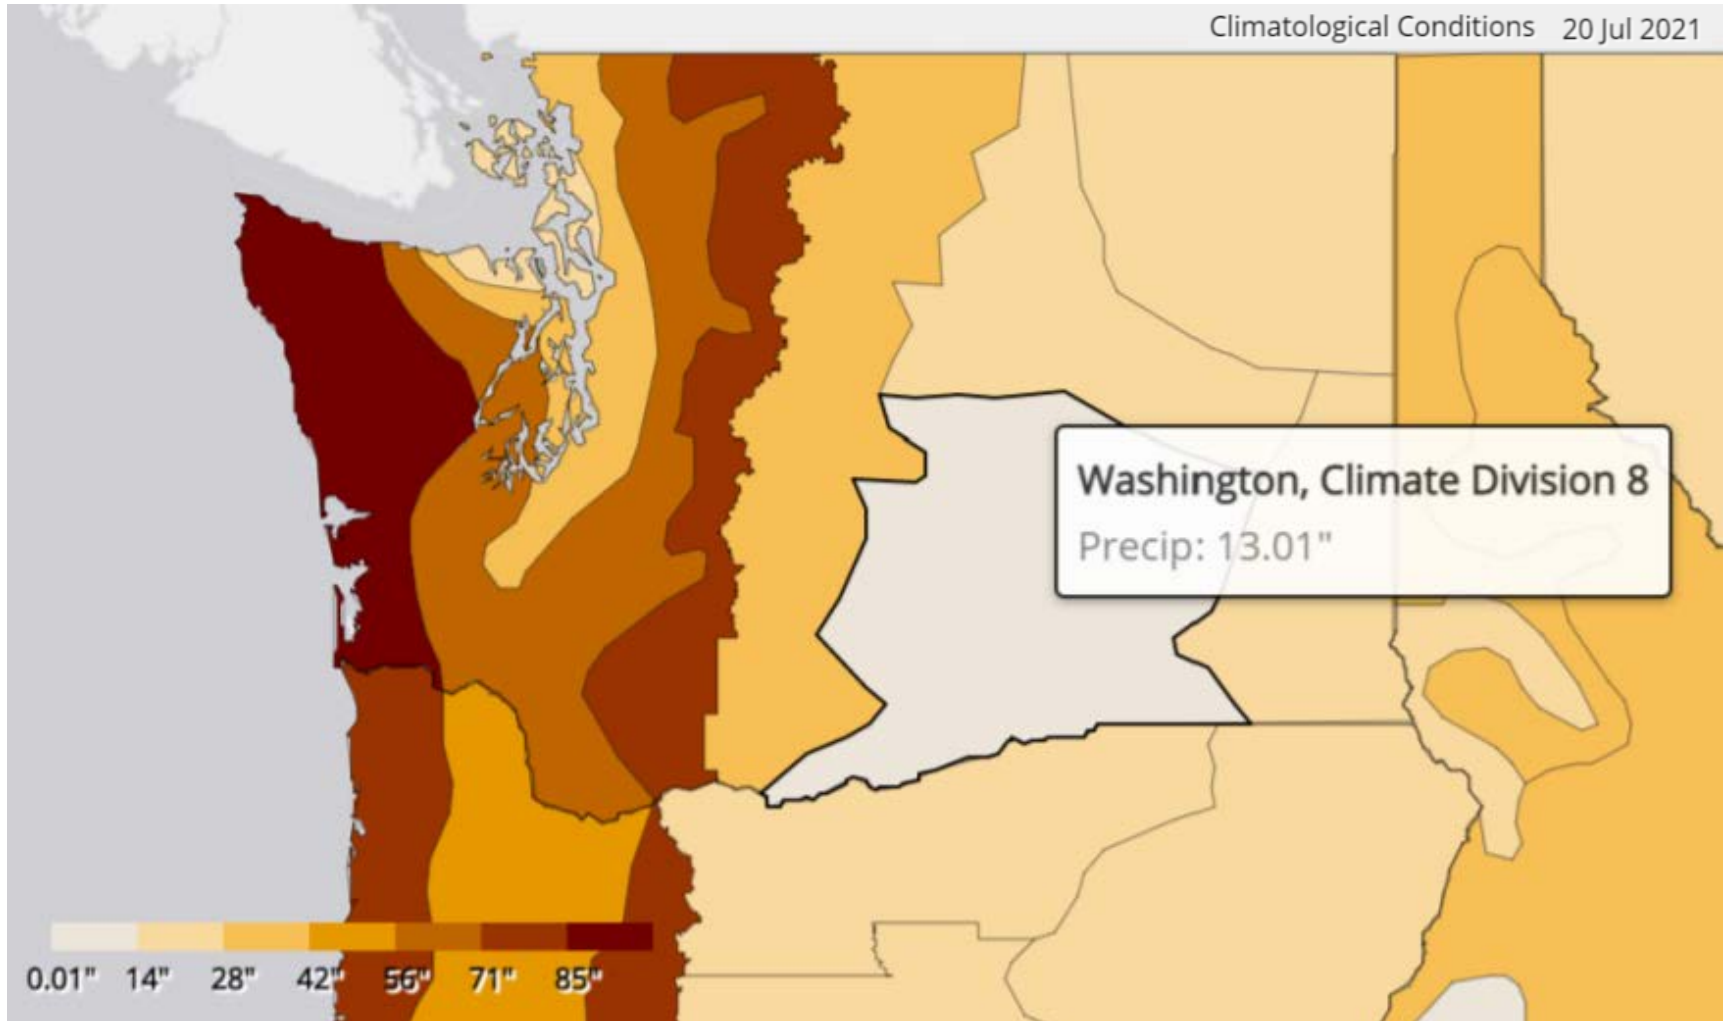 Climatological Conditions 20 Jul 2021
Washington, Climate Division 8
Precip: 13.01"
0.01" 14" 28" 42" 56" 71" 85"